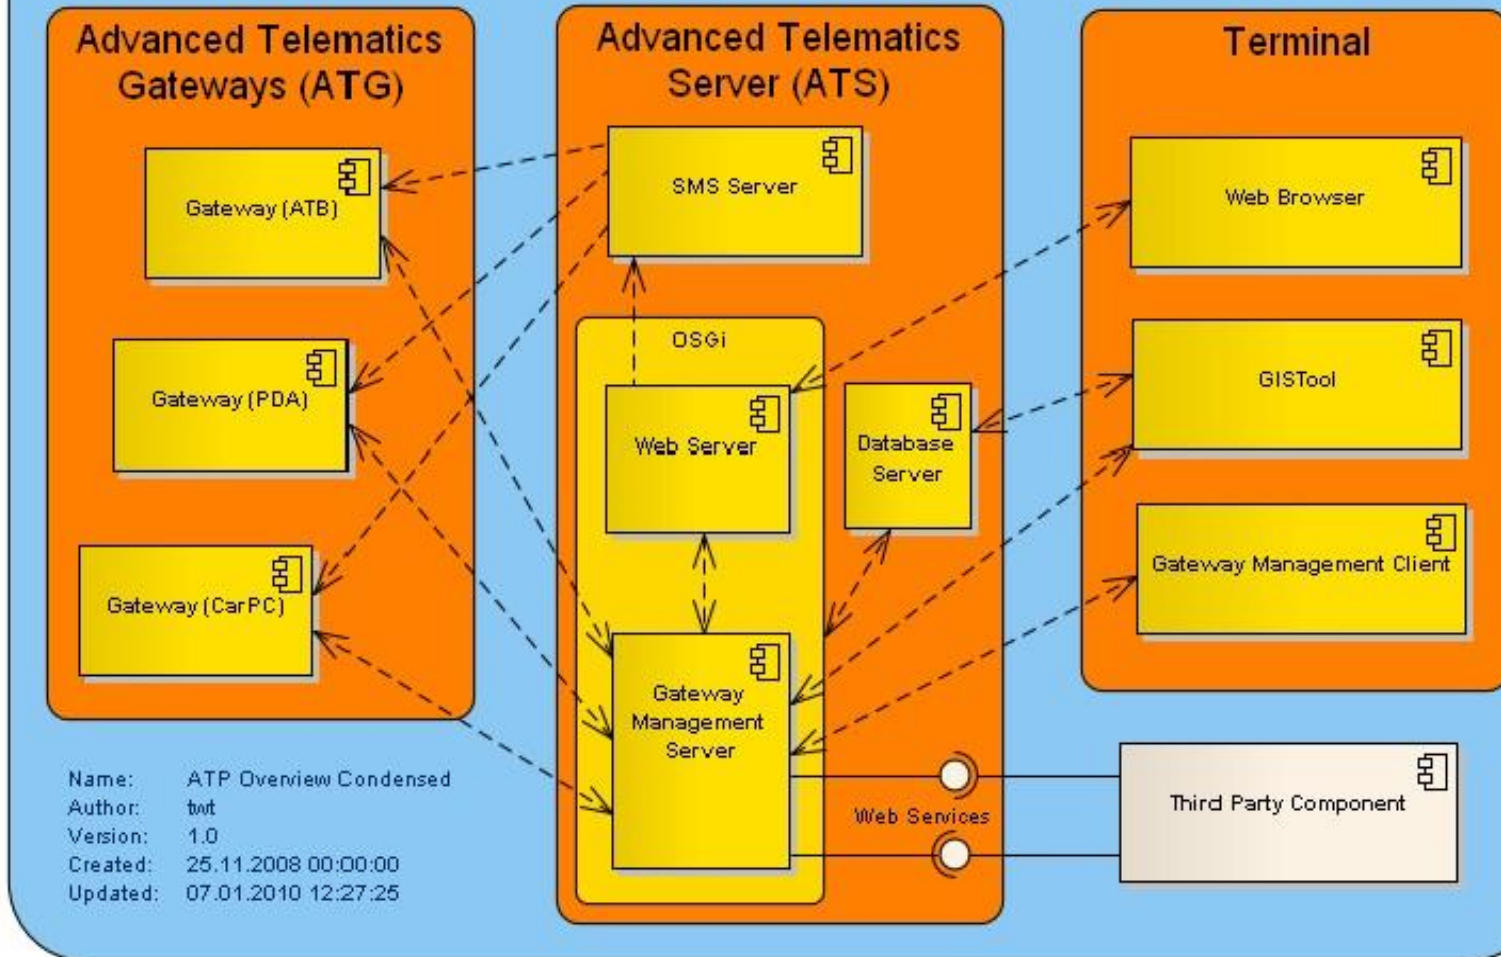 Advanced Telematics
Gateways (ATG)
Gateway (ATB)
Gateway (PDA)
Gateway (CarPC)
Advanced Telematics
Server (ATS)
SMS Server
OSGi
Web Server
Database
Server
Gateway
Management
Server
Terminal
Web Browser
GISTool
Gateway Management Client
Web Services
Third Party Component
Name: ATP Overview Condensed
Author: twt
Version: 1.0
Created: 25.11.2008 00:00:00
Updated: 07.01.2010 12:27:25